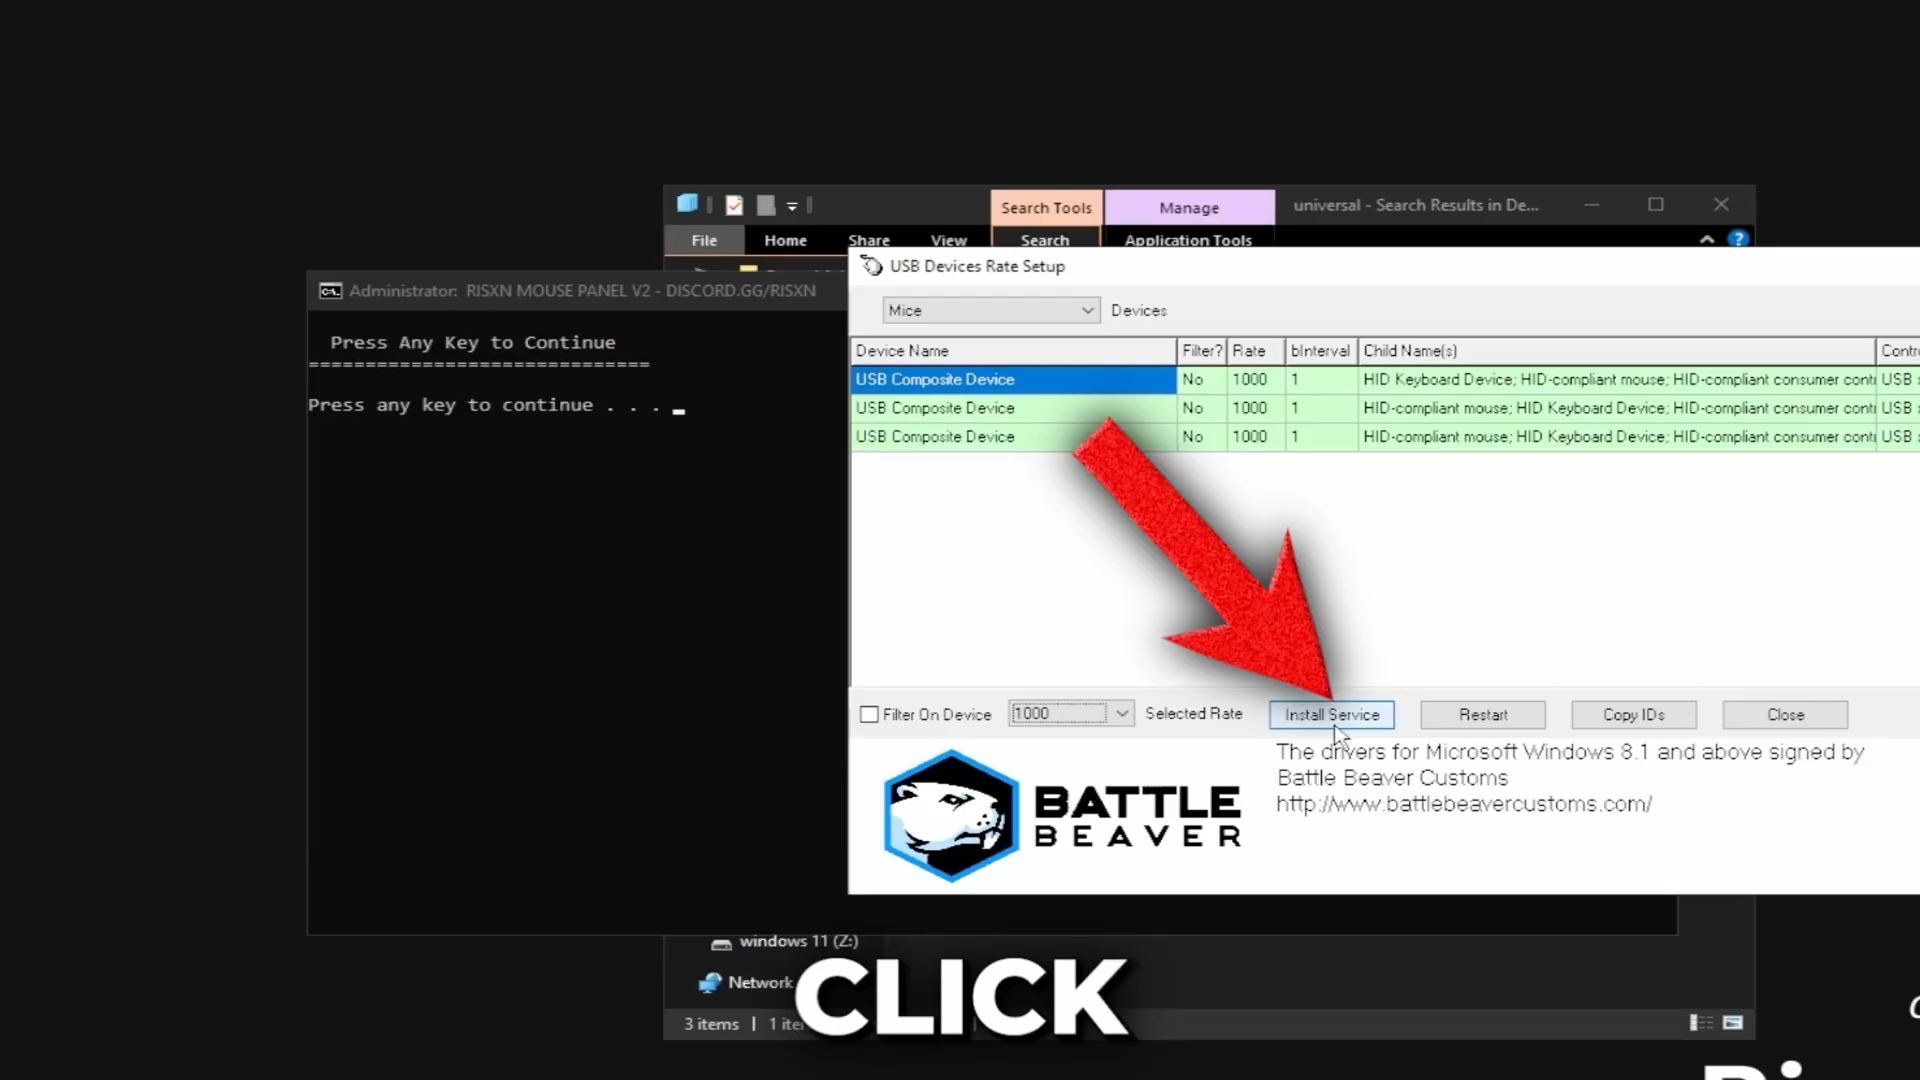 Search Tools
Manage
universal - Search Results in De...
File
Home
Share
View
Search
Application Tools
USB Devices Rate Setup
Administrator: RISXN MOUSE PANEL V2 - DISCORD.GG/RISXN
Mice
Devices
Press Any Key to Continue
==============================
Press any key to continue . . .
Device Name Filter? Rate bInterval Child Name(s)
USB Composite Device No 1000 1 HID Keyboard Device; HID-compliant mouse; HID-compliant consumer cont USB
USB Composite Device No 1000 1 HID-compliant mouse; HID Keyboard Device; HID-compliant consumer cont USB
USB Composite Device No 1000 1 HID-compliant mouse; HID Keyboard Device; HID-compliant consumer cont USB
Filter On Device
1000
Selected Rate
Install Service
Restart
Copy IDs
Close
The drivers for Microsoft Windows 8.1 and above signed by
Battle Beaver Customs
http://www.battlebeavercustoms.com/
BATTLE
BEAVER
windows 11 (Z:)
Network
CLICK
3 items